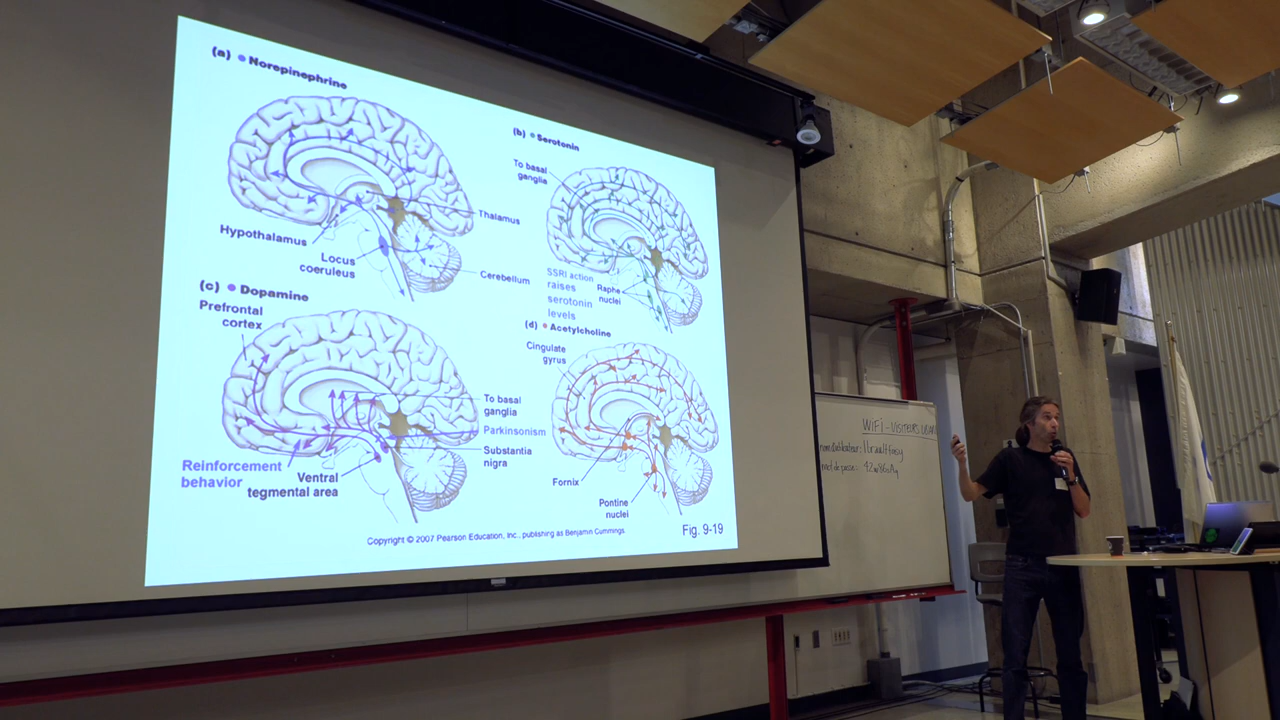 (a) ● Norepinephrine
Thalamus
Hypothalamus
Locus
coeruleus
Cerebellum
(b) ● Serotonin
To basal
ganglia
SSRI action
raises
serotonin
levels
Raphe
nuclei
(c) ● Dopamine
Prefrontal
cortex
To basal
ganglia
Parkinsonism
Substantia
nigra
Reinforcement
behavior
Ventral
tegmental area
(d) ● Acetylcholine
Cingulate
gyrus
Fornix
Pontine
nuclei
Copyright © 2007 Pearson Education, Inc., publishing as Benjamin Cummings.
Fig. 9-19
WIFI - VISITEURS